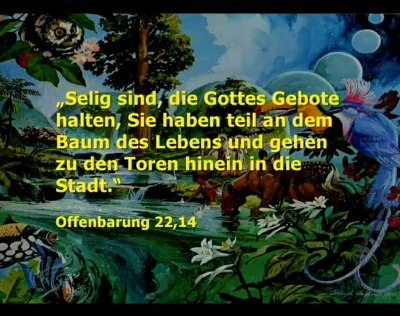 „Selig sind, die Gottes Gebote
halten, Sie haben teil an dem
Baum des Lebens und gehen
zu den Toren hinein in die
Stadt.“
Offenbarung 22,14